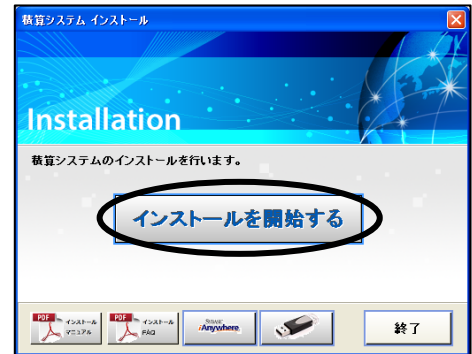 積算システム インストール
Installation
積算システムのインストールを行います。
インストールを開始する
PDF インストール
マニュアル
PDF インストール
FAQ
SYBASE
iAnywhere
終了